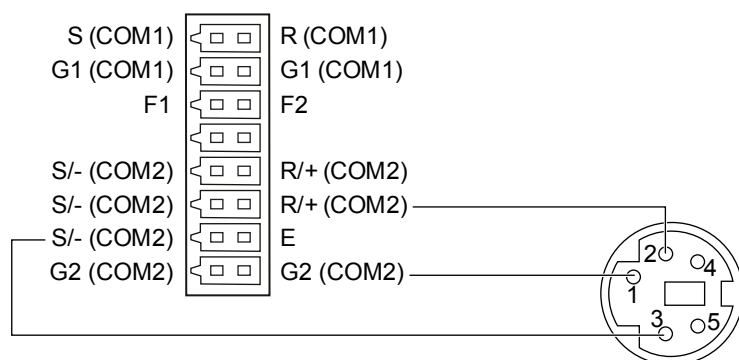 S (COM1) R (COM1)
G1 (COM1) G1 (COM1)
F1 F2
S/- (COM2) R/+ (COM2)
S/- (COM2) R/+ (COM2)
S/- (COM2) E
G2 (COM2) G2 (COM2)
2
4
1
3
5